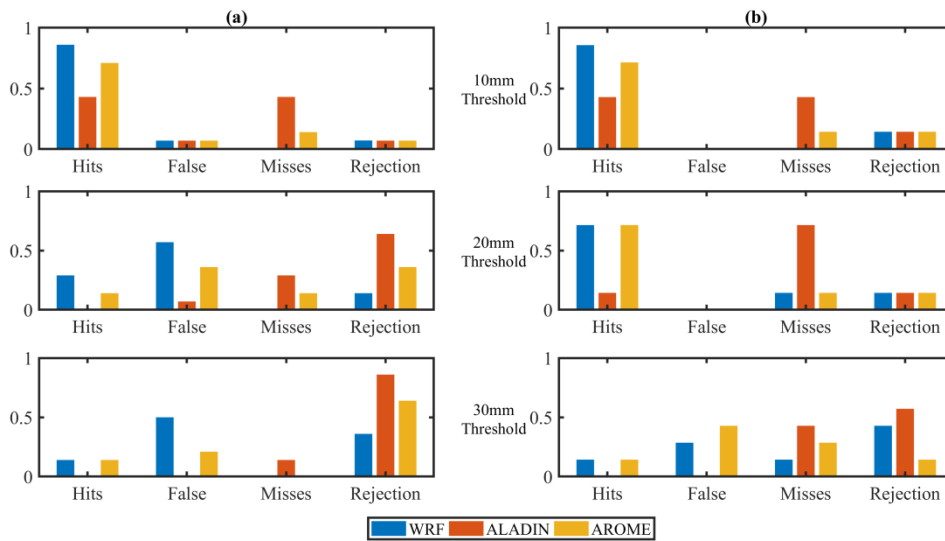 (a)
(b)
1
0.5
0
Hits False Misses Rejection
10mm
Threshold
1
0.5
0
Hits False Misses Rejection
1
0.5
0
Hits False Misses Rejection
20mm
Threshold
1
0.5
0
Hits False Misses Rejection
1
0.5
0
Hits False Misses Rejection
30mm
Threshold
1
0.5
0
Hits False Misses Rejection
WRF ALADIN AROME